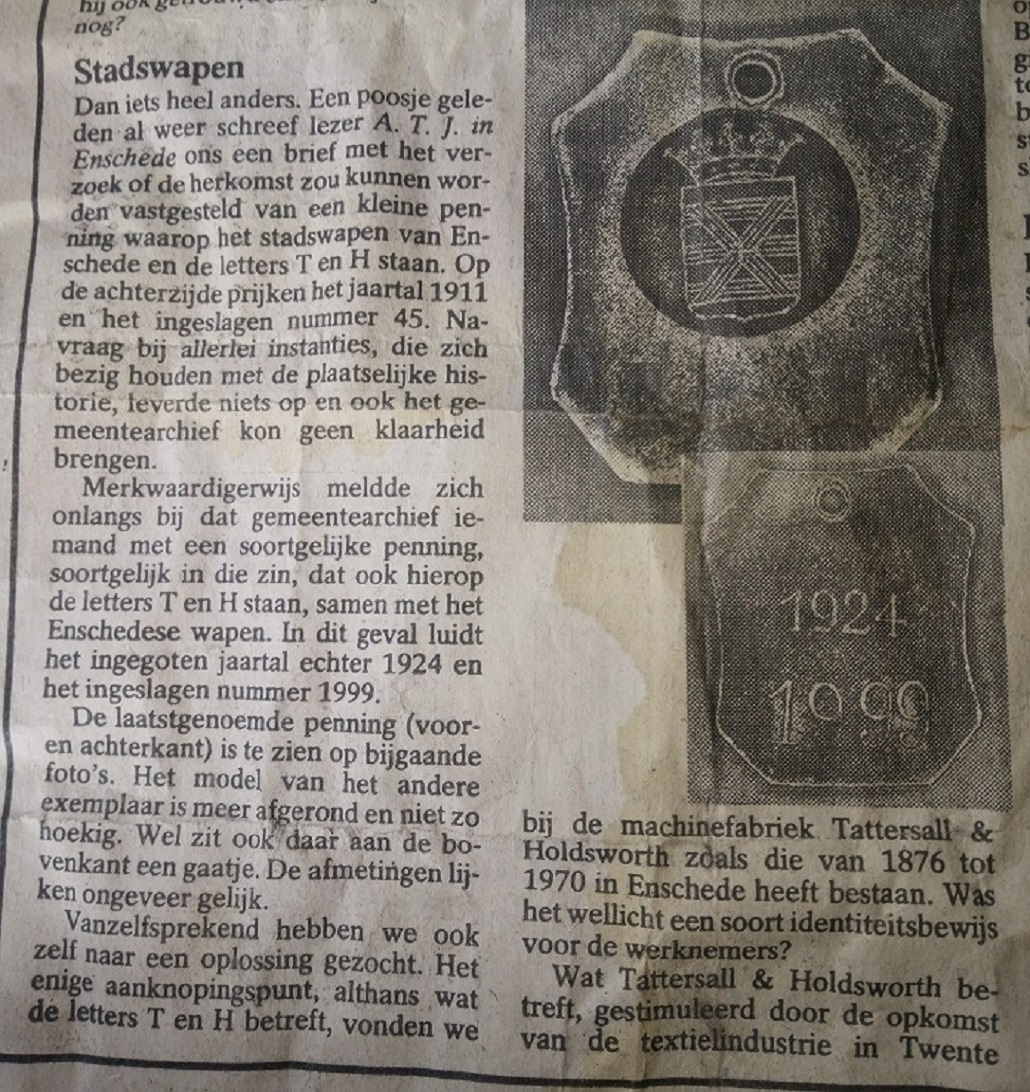 nog?
Stadswapen
Dan iets heel anders. Een poosje gele-
den al weer schreef lezer A. T. J. in
Enschede ons een brief met het ver-
zoek of de herkomst zou kunnen wor-
den vastgesteld van een kleine pen-
ning waarop het stadswapen van En-
schede en de letters T en H staan. Op
de achterzijde prijken het jaartal 1911
en het ingeslagen nummer 45. Na-
vraag bij allerlei instanties, die zich
bezig houden met de plaatselijke his-
torie, leverde niets op en ook het ge-
meentearchief kon geen klaarheid
brengen.
Merkwaardigerwijs meldde zich
onlangs bij dat gemeentearchief ie-
mand met een soortgelijke penning,
soortgelijk in die zin, dat ook hierop
de letters T en H staan, samen met het
Enschedese wapen. In dit geval luidt
het ingegoten jaartal echter 1924 en
het ingeslagen nummer 1999.
De laatstgenoemde penning (voor-
en achterkant) is te zien op bijgaande
foto's. Het model van het andere
exemplaar is meer afgerond en niet zo
hoekig. Wel zit ook daar aan de bo-
venkant een gaatje. De afmetingen lij-
ken ongeveer gelijk.
Vanzelfsprekend hebben we ook
zelf naar een oplossing gezocht. Het
enige aanknopingspunt, althans wat
de letters T en H betreft, vonden we
1924
1999
bij de machinefabriek Tattersall &
Holdsworth zoals die van 1876 tot
1970 in Enschede heeft bestaan. Was
het wellicht een soort identiteitsbewijs
voor de werknemers?
Wat Tattersall & Holdsworth be-
treft, gestimuleerd door de opkomst
van de textielindustrie in Twente